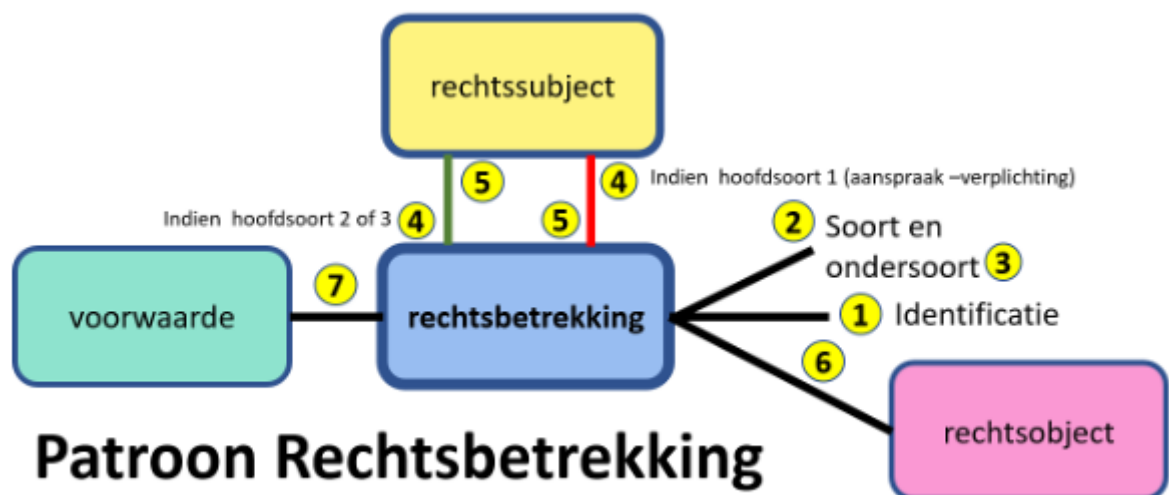 rechtssubject
5
4 Indien hoofdsoort 1 (aanspraak –verplichting)
Indien hoofdsoort 2 of 3 4
5
2 Soort en
ondersoort 3
7
voorwaarde
rechtsbetrekking
1 Identificatie
6
rechtsobject
Patroon Rechtsbetrekking